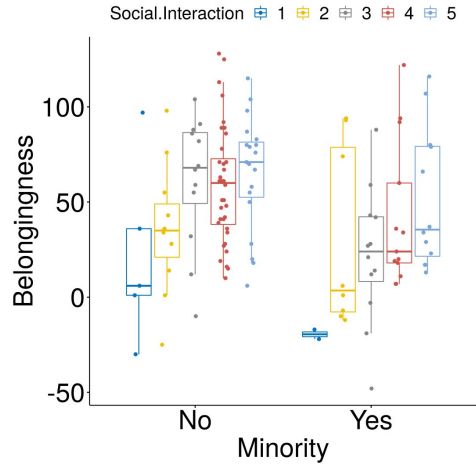 Social.Interaction 1 2 3 4 5
Belongingness
100
50
0
-50
No Yes
Minority